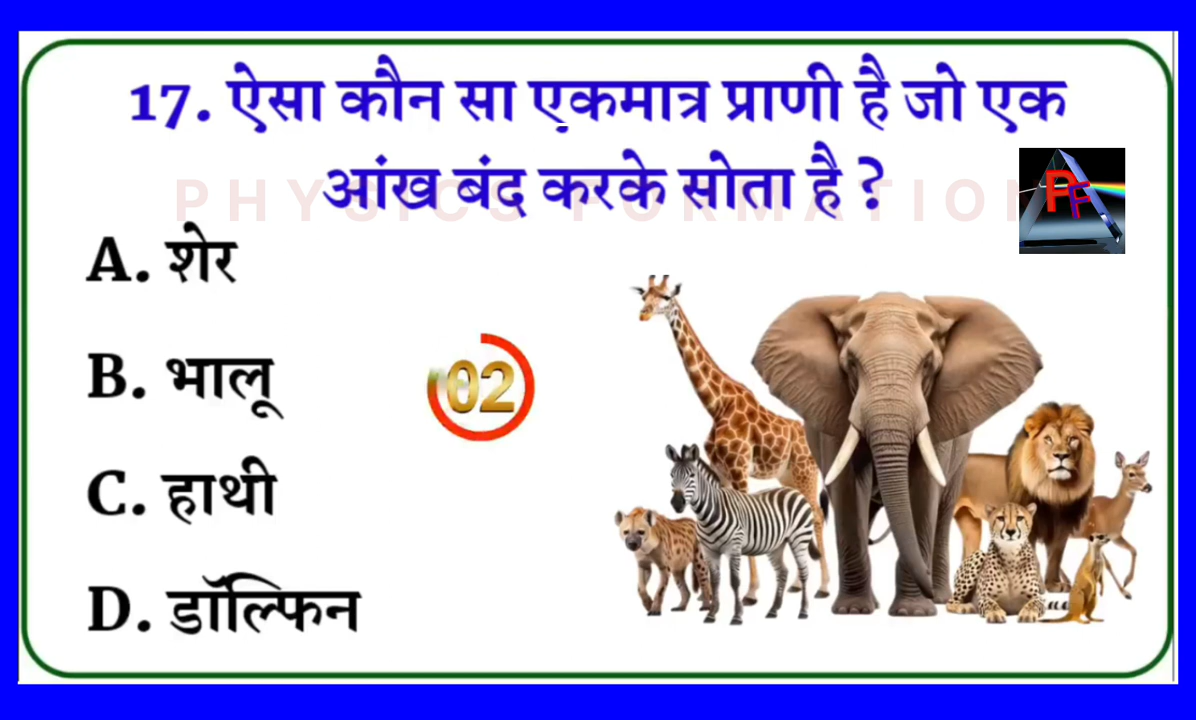 17. ऐसा कौन सा एकमात्र प्राणी है जो एक
आंख बंद करके सोता है ?
PHYSICS FORMATION
PF
A. शेर
B. भालू
02
C. हाथी
D. डॉल्फिन